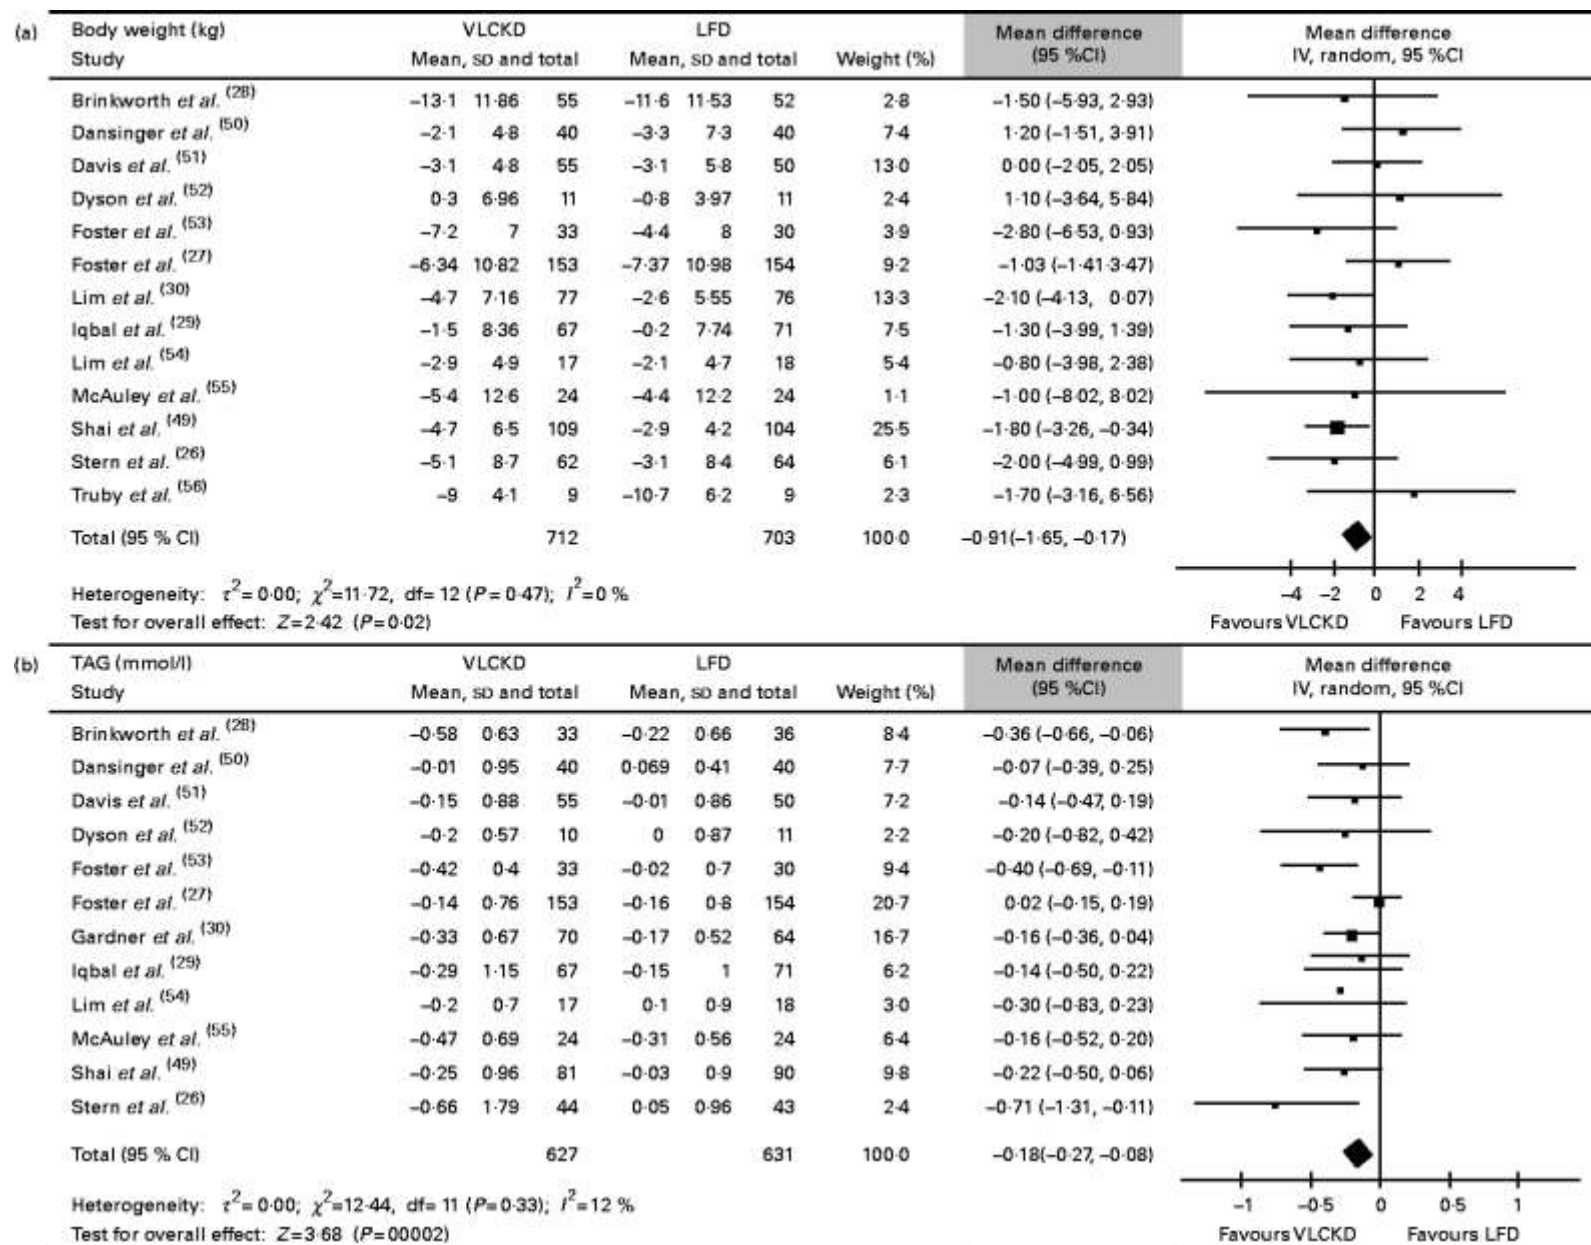 (a) Body weight (kg) VLCKD LFD Mean difference Mean difference
Study Mean, SD and total Mean, SD and total Weight (%) (95 %CI) IV, random, 95 %CI
Brinkworth et al. (28) −13·1 11·86 55 −11·6 11·53 52 2·8 −1·50 (−5·93, 2·93)
Dansinger et al. (50) −2·1 4·8 40 −3·3 7·3 40 7·4 1·20 (−1·51, 3·91)
Davis et al. (51) −3·1 4·8 55 −3·1 5·8 50 13·0 0·00 (−2·05, 2·05)
Dyson et al. (52) 0·3 6·96 11 −0·8 3·97 11 2·4 1·10 (−3·64, 5·84)
Foster et al. (53) −7·2 7 33 −4·4 8 30 3·9 −2·80 (−6·53, 0·93)
Foster et al. (27) −6·34 10·82 153 −7·37 10·98 154 9·2 −1·03 (−1·41 3·47)
Lim et al. (30) −4·7 7·16 77 −2·6 5·55 76 13·3 −2·10 (−4·13, 0·07)
Iqbal et al. (29) −1·5 8·36 67 −0·2 7·74 71 7·5 −1·30 (−3·99, 1·39)
Lim et al. (54) −2·9 4·9 17 −2·1 4·7 18 5·4 −0·80 (−3·98, 2·38)
McAuley et al. (55) −5·4 12·6 24 −4·4 12·2 24 1·1 −1·00 (−8·02, 8·02)
Shai et al. (49) −4·7 6·5 109 −2·9 4·2 104 25·5 −1·80 (−3·26, −0·34)
Stern et al. (26) −5·1 8·7 62 −3·1 8·4 64 6·1 −2·00 (−4·99, 0·99)
Truby et al. (56) −9 4·1 9 −10·7 6·2 9 2·3 −1·70 (−3·16, 6·56)
Total (95 % CI) 712 703 100·0 −0·91(−1·65, −0·17)
Heterogeneity: τ²= 0·00; χ²=11·72, df= 12 (P= 0·47); I²=0 %
−4 −2 0 2 4
Test for overall effect: Z=2·42 (P=0·02) Favours VLCKD Favours LFD
(b) TAG (mmol/l) VLCKD LFD Mean difference Mean difference
Study Mean, SD and total Mean, SD and total Weight (%) (95 %CI) IV, random, 95 %CI
Brinkworth et al. (28) −0·58 0·63 33 −0·22 0·66 36 8·4 −0·36 (−0·66, −0·06)
Dansinger et al. (50) −0·01 0·95 40 0·069 0·41 40 7·7 −0·07 (−0·39, 0·25)
Davis et al. (51) −0·15 0·88 55 −0·01 0·86 50 7·2 −0·14 (−0·47, 0·19)
Dyson et al. (52) −0·2 0·57 10 0 0·87 11 2·2 −0·20 (−0·82, 0·42)
Foster et al. (53) −0·42 0·4 33 −0·02 0·7 30 9·4 −0·40 (−0·69, −0·11)
Foster et al. (27) −0·14 0·76 153 −0·16 0·8 154 20·7 0·02 (−0·15, 0·19)
Gardner et al. (30) −0·33 0·67 70 −0·17 0·52 64 16·7 −0·16 (−0·36, 0·04)
Iqbal et al. (29) −0·29 1·15 67 −0·15 1 71 6·2 −0·14 (−0·50, 0·22)
Lim et al. (54) −0·2 0·7 17 0·1 0·9 18 3·0 −0·30 (−0·83, 0·23)
McAuley et al. (55) −0·47 0·69 24 −0·31 0·56 24 6·4 −0·16 (−0·52, 0·20)
Shai et al. (49) −0·25 0·96 81 −0·03 0·9 90 9·8 −0·22 (−0·50, 0·06)
Stern et al. (26) −0·66 1·79 44 0·05 0·96 43 2·4 −0·71 (−1·31, −0·11)
Total (95 % CI) 627 631 100·0 −0·18(−0·27, −0·08)
Heterogeneity: τ²= 0·00; χ²=12·44, df= 11 (P=0·33); I²=12 %
−1 −0·5 0 0·5 1
Test for overall effect: Z=3·68 (P=00002) Favours VLCKD Favours LFD